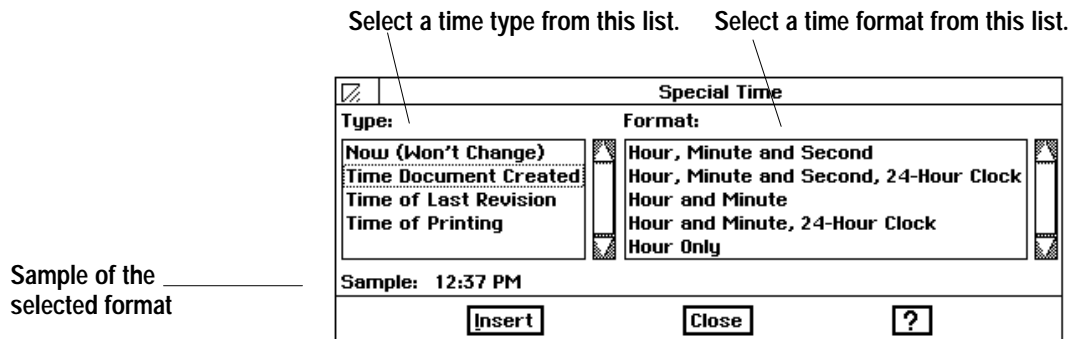 Select a time type from this list.
Select a time format from this list.
Special Time
Type:
Format:
Now (Won't Change)
Time Document Created
Time of Last Revision
Time of Printing
Hour, Minute and Second
Hour, Minute and Second, 24-Hour Clock
Hour and Minute
Hour and Minute, 24-Hour Clock
Hour Only
Sample of the
selected format
Sample: 12:37 PM
Insert
Close
?